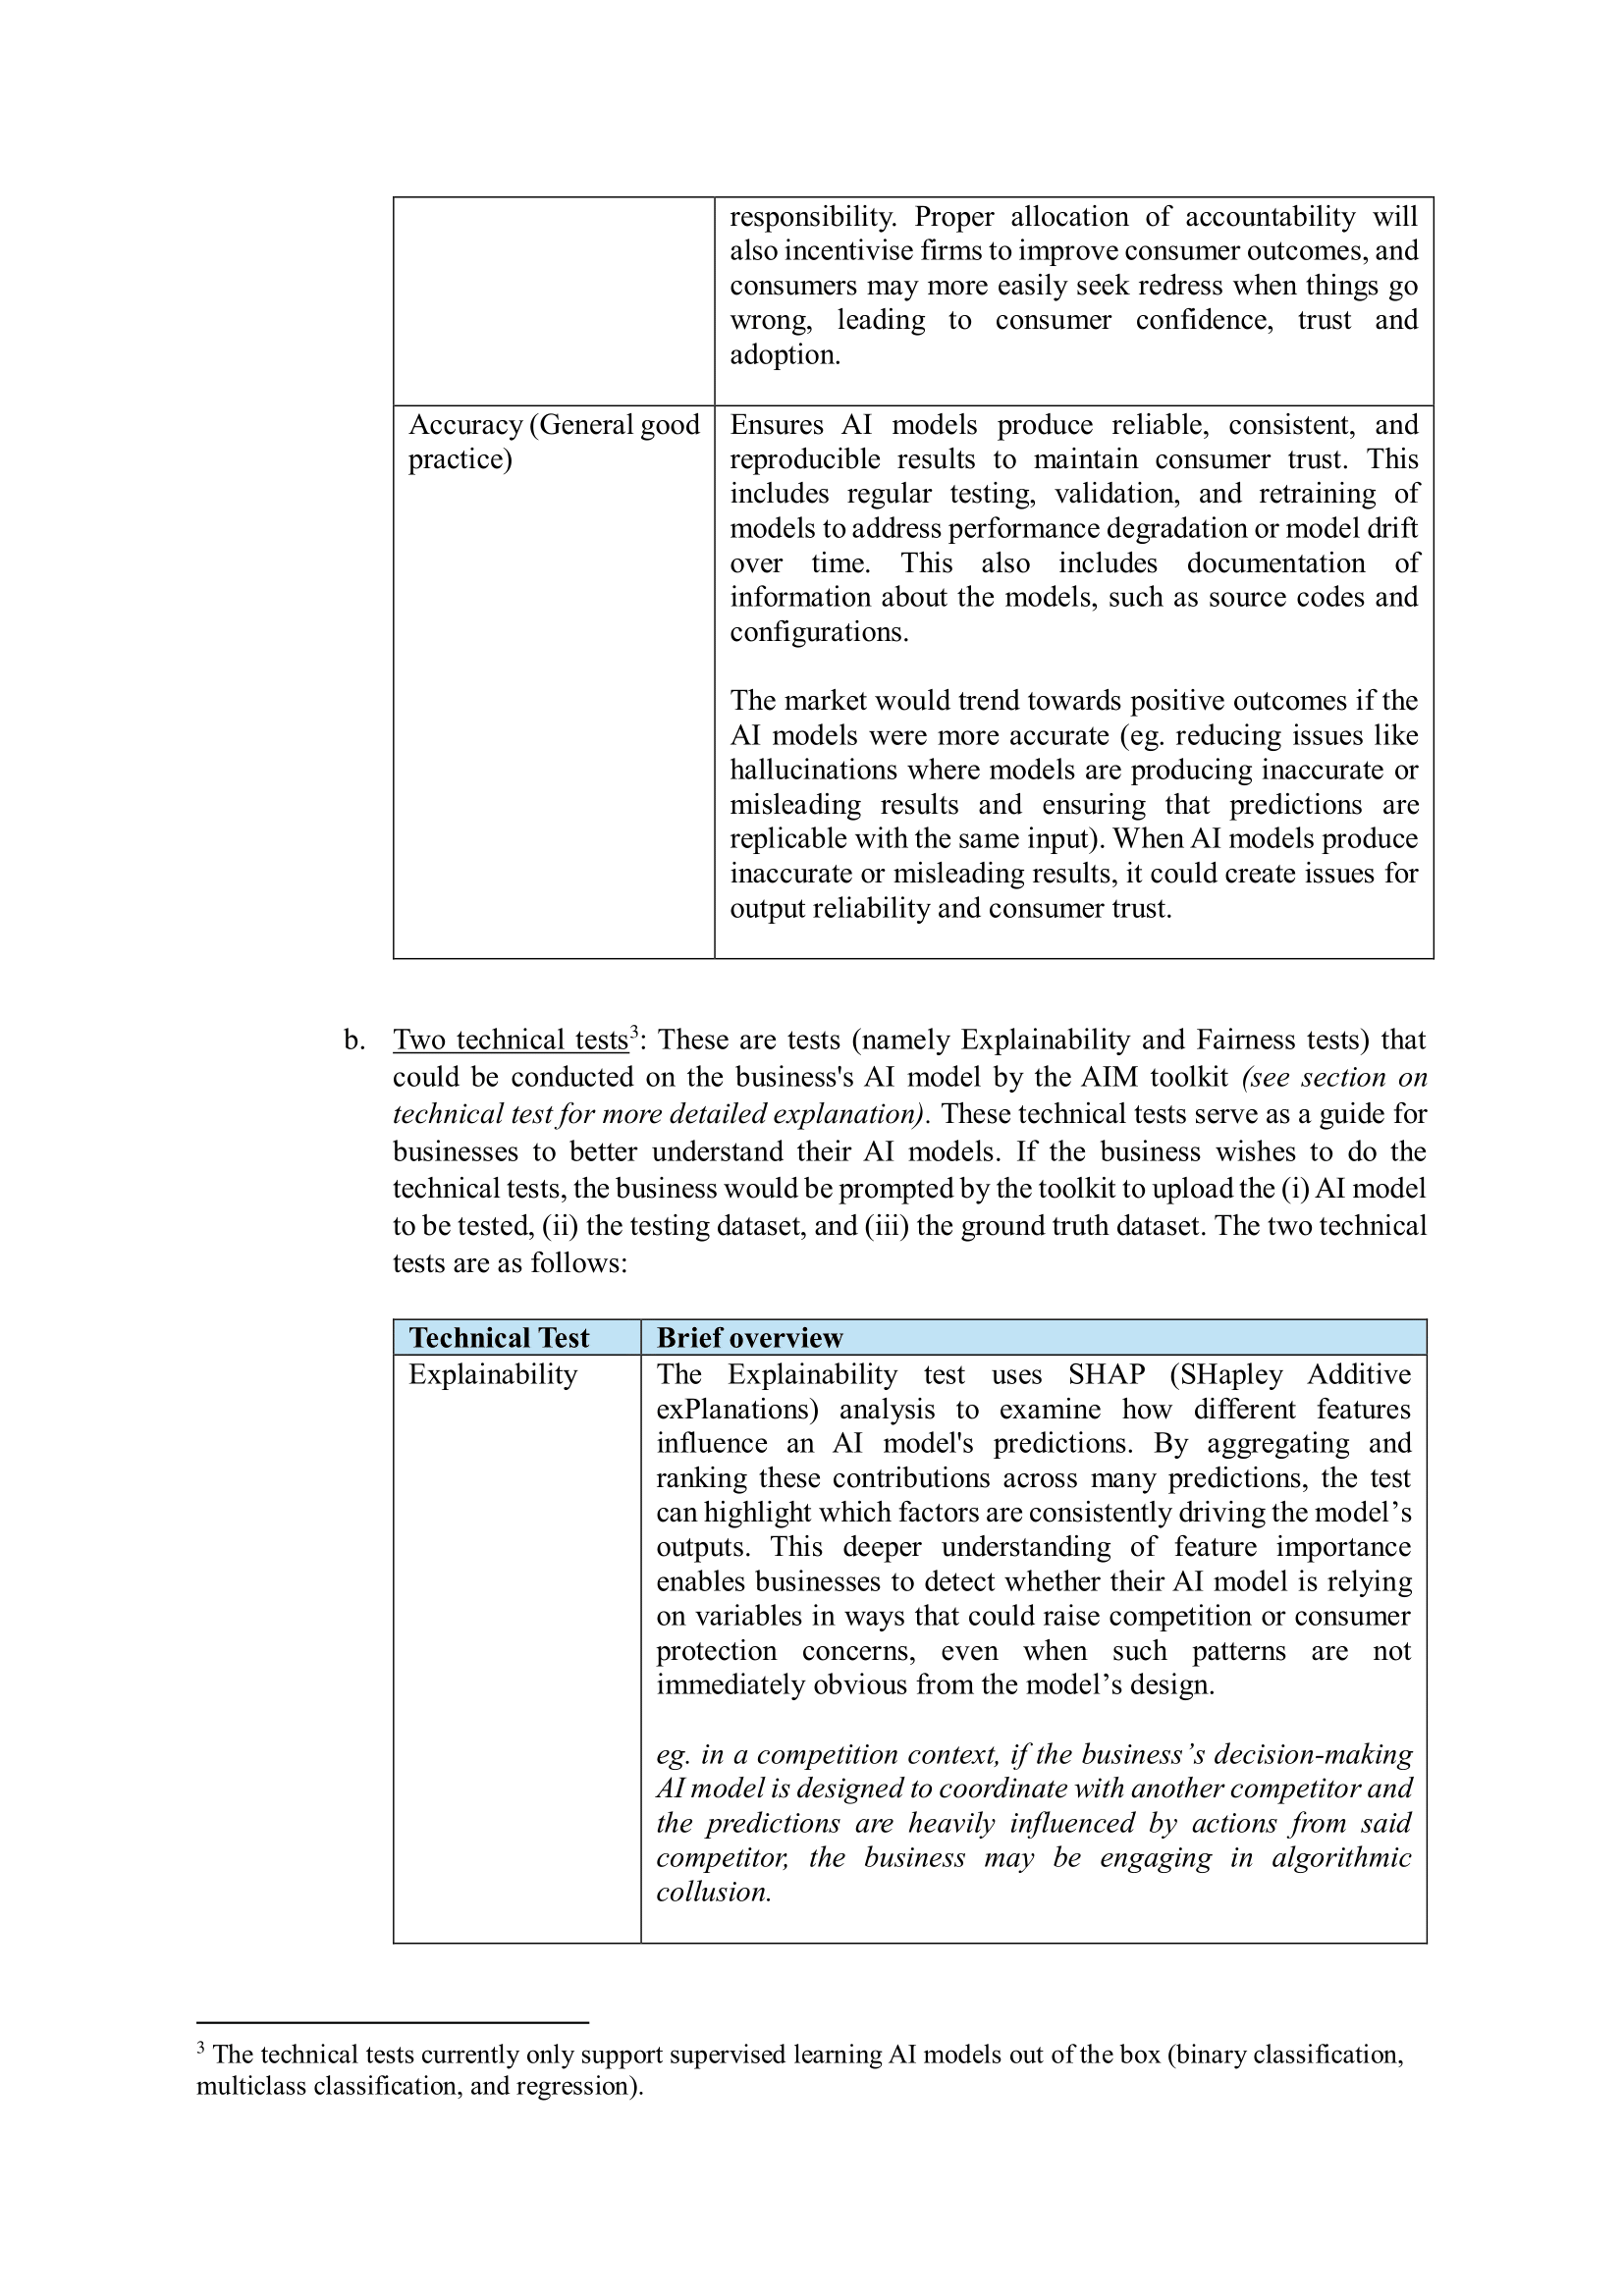 responsibility. Proper allocation of accountability will
also incentivise firms to improve consumer outcomes, and
consumers may more easily seek redress when things go
wrong, leading to consumer confidence, trust and
adoption.
Accuracy (General good
practice)
Ensures AI models produce reliable, consistent, and
reproducible results to maintain consumer trust. This
includes regular testing, validation, and retraining of
models to address performance degradation or model drift
over time. This also includes documentation of
information about the models, such as source codes and
configurations.
The market would trend towards positive outcomes if the
AI models were more accurate (eg. reducing issues like
hallucinations where models are producing inaccurate or
misleading results and ensuring that predictions are
replicable with the same input). When AI models produce
inaccurate or misleading results, it could create issues for
output reliability and consumer trust.
b. Two technical tests3: These are tests (namely Explainability and Fairness tests) that
could be conducted on the business's AI model by the AIM toolkit (see section on
technical test for more detailed explanation). These technical tests serve as a guide for
businesses to better understand their AI models. If the business wishes to do the
technical tests, the business would be prompted by the toolkit to upload the (i) AI model
to be tested, (ii) the testing dataset, and (iii) the ground truth dataset. The two technical
tests are as follows:
Technical Test
Brief overview
Explainability
The Explainability test uses SHAP (SHapley Additive
exPlanations) analysis to examine how different features
influence an AI model's predictions. By aggregating and
ranking these contributions across many predictions, the test
can highlight which factors are consistently driving the model’s
outputs. This deeper understanding of feature importance
enables businesses to detect whether their AI model is relying
on variables in ways that could raise competition or consumer
protection concerns, even when such patterns are not
immediately obvious from the model’s design.
eg. in a competition context, if the business’s decision-making
AI model is designed to coordinate with another competitor and
the predictions are heavily influenced by actions from said
competitor, the business may be engaging in algorithmic
collusion.
3 The technical tests currently only support supervised learning AI models out of the box (binary classification,
multiclass classification, and regression).